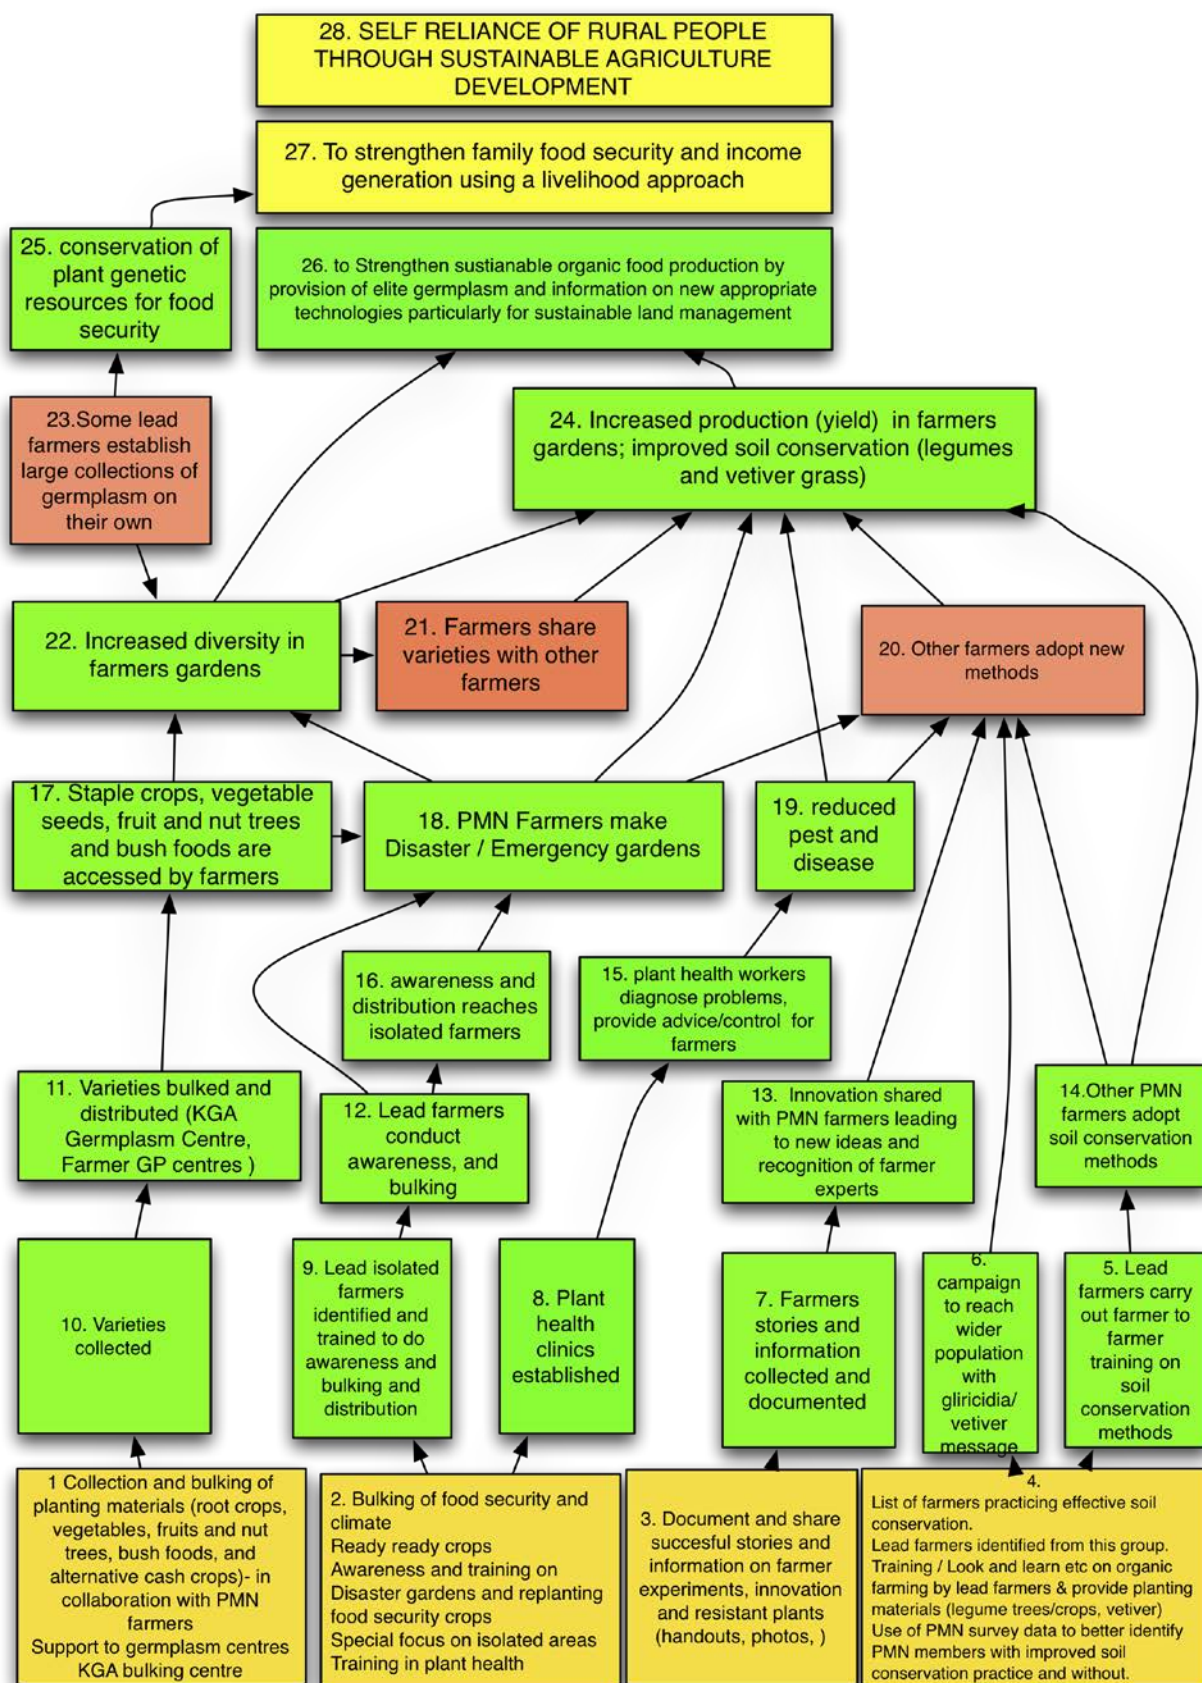 28. SELF RELIANCE OF RURAL PEOPLE
THROUGH SUSTAINABLE AGRICULTURE
DEVELOPMENT
27. To strengthen family food security and income
generation using a livelihood approach
25. conservation of
plant genetic
resources for food
security
26. to Strengthen sustianable organic food production by
provision of elite germplasm and information on new appropriate
technologies particularly for sustainable land management
23.Some lead
farmers establish
large collections of
germplasm on
their own
24. Increased production (yield) in farmers
gardens; improved soil conservation (legumes
and vetiver grass)
22. Increased diversity in
farmers gardens
21. Farmers share
varieties with other
farmers
20. Other farmers adopt new
methods
17. Staple crops, vegetable
seeds, fruit and nut trees
and bush foods are
accessed by farmers
18. PMN Farmers make
Disaster / Emergency gardens
19. reduced
pest and
disease
16. awareness and
distribution reaches
isolated farmers
15. plant health workers
diagnose problems,
provide advice/control for
farmers
11. Varieties bulked and
distributed (KGA
Germplasm Centre,
Farmer GP centres )
12. Lead farmers
conduct
awareness, and
bulking
13. Innovation shared
with PMN farmers leading
to new ideas and
recognition of farmer
experts
14.Other PMN
farmers adopt
soil conservation
methods
10. Varieties
collected
9. Lead isolated
farmers
identified and
trained to do
awareness and
bulking and
distribution
8. Plant
health
clinics
established
7. Farmers
stories and
information
collected and
documented
6.
campaign
to reach
wider
population
with
gliricidia/
vetiver
message
5. Lead
farmers carry
out farmer to
farmer
training on
soil
conservation
methods
1 Collection and bulking of
planting materials (root crops,
vegetables, fruits and nut
trees, bush foods, and
alternative cash crops)- in
collaboration with PMN
farmers
Support to germplasm centres
KGA bulking centre
2. Bulking of food security and
climate
Ready ready crops
Awareness and training on
Disaster gardens and replanting
food security crops
Special focus on isolated areas
Training in plant health
3. Document and share
succesful stories and
information on farmer
experiments, innovation
and resistant plants
(handouts, photos, )
4.
List of farmers practicing effective soil
conservation.
Lead farmers identified from this group.
Training / Look and learn etc on organic
farming by lead farmers & provide planting
materials (legume trees/crops, vetiver)
Use of PMN survey data to better identify
PMN members with improved soil
conservation practice and without.